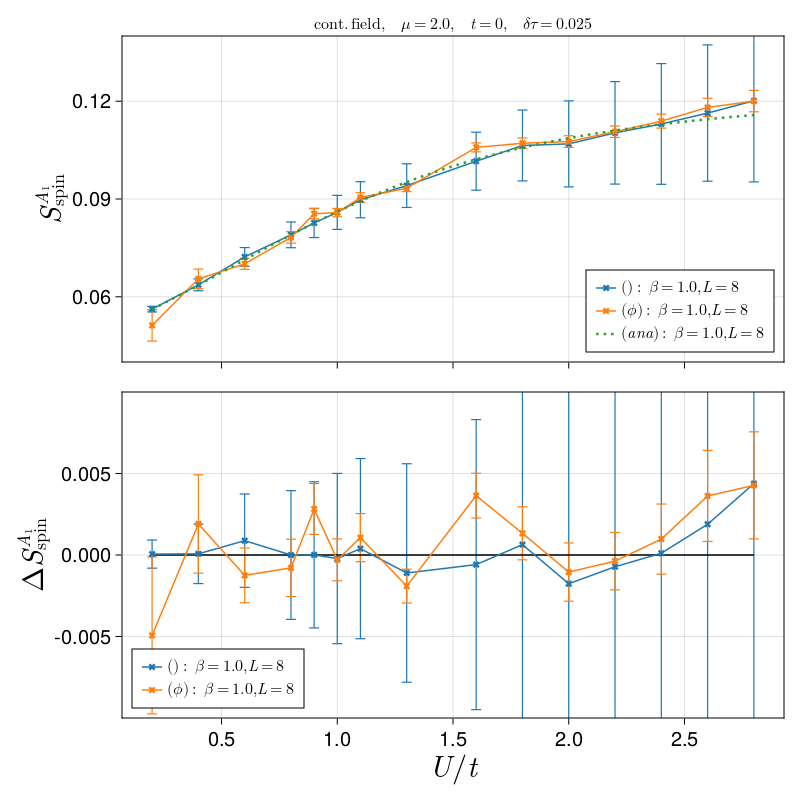 cont. field, μ = 2.0, t = 0, δτ = 0.025
0.12
0.09
0.06
S_spin^{A_1}
() : β = 1.0, L = 8
(ϕ) : β = 1.0, L = 8
(ana) : β = 1.0, L = 8
0.005
0.000
-0.005
ΔS_spin^{A_1}
() : β = 1.0, L = 8
(ϕ) : β = 1.0, L = 8
0.5 1.0 1.5 2.0 2.5
U/t